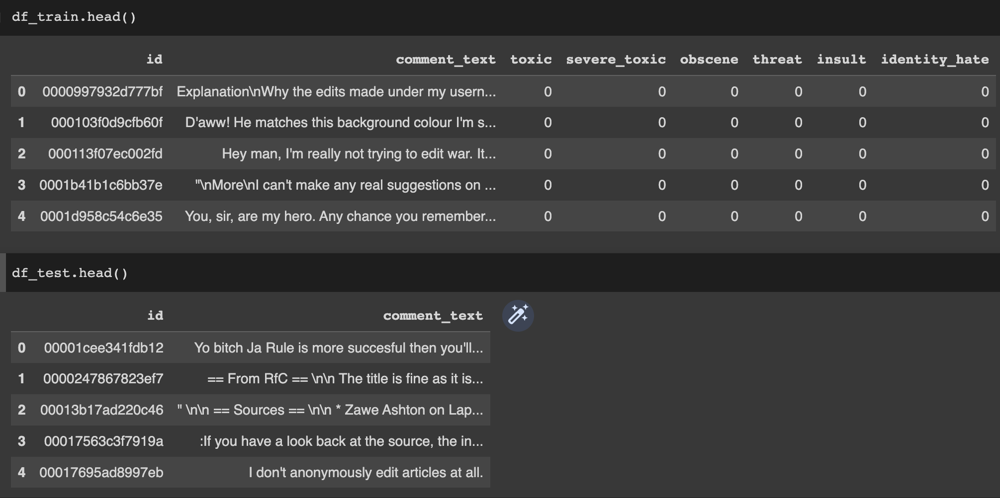 df_train.head()
id comment_text toxic severe_toxic obscene threat insult identity_hate
0 0000997932d777bf Explanation\nWhy the edits made under my usern... 0 0 0 0 0 0
1 000103f0d9cfb60f D'aww! He matches this background colour I'm s... 0 0 0 0 0 0
2 000113f07ec002fd Hey man, I'm really not trying to edit war. It... 0 0 0 0 0 0
3 0001b41b1c6bb37e "\nMore\nI can't make any real suggestions on ... 0 0 0 0 0 0
4 0001d958c54c6e35 You, sir, are my hero. Any chance you remember... 0 0 0 0 0 0
df_test.head()
id comment_text
0 00001cee341fdb12 Yo bitch Ja Rule is more succesful then you'll...
1 0000247867823ef7 == From RfC == \n\n The title is fine as it is...
2 00013b17ad220c46 " \n\n == Sources == \n\n * Zawe Ashton on Lap...
3 00017563c3f7919a :If you have a look back at the source, the in...
4 00017695ad8997eb I don't anonymously edit articles at all.